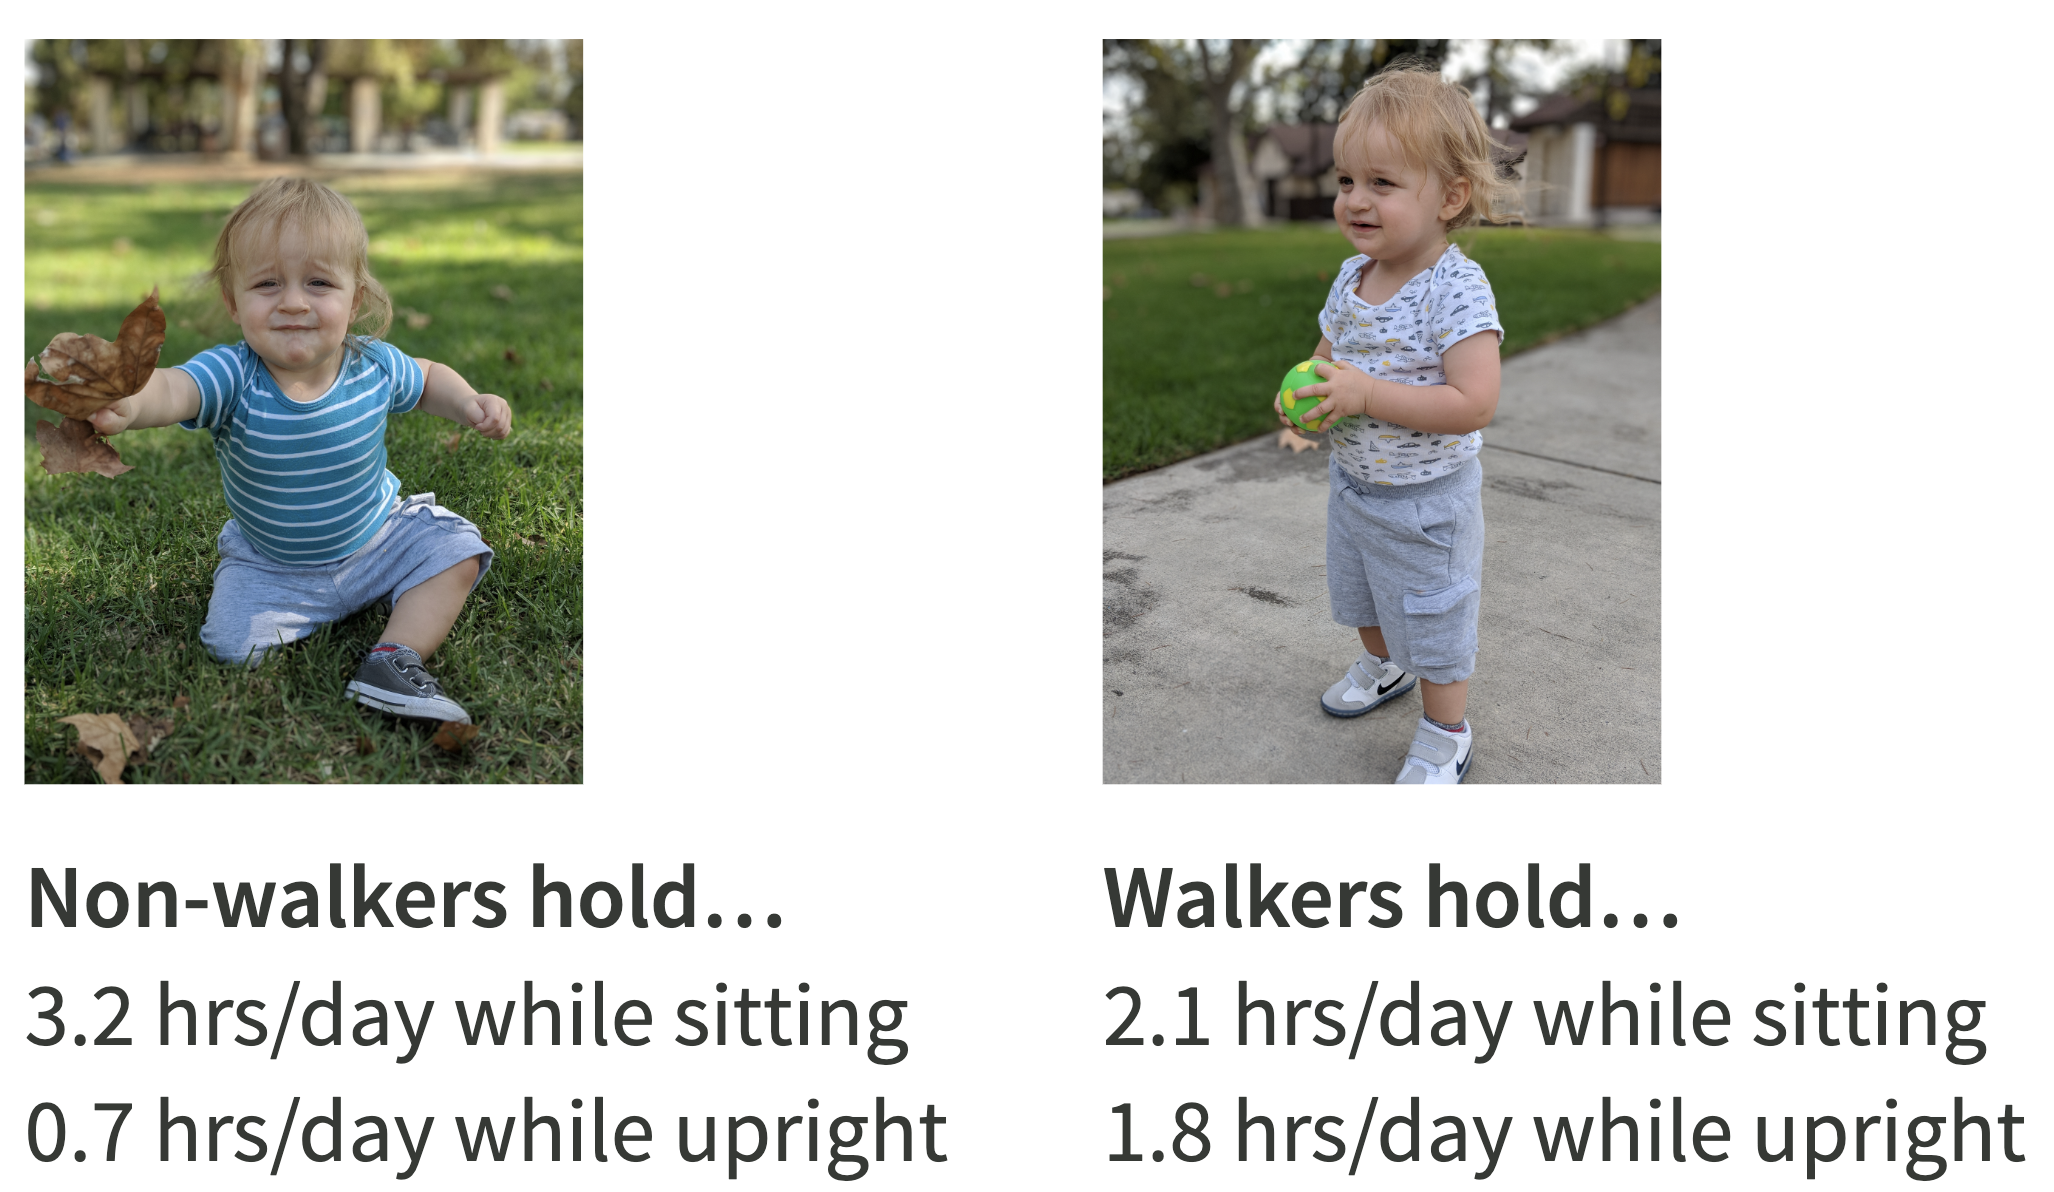 Non-walkers hold…
3.2 hrs/day while sitting
0.7 hrs/day while upright
Walkers hold…
2.1 hrs/day while sitting
1.8 hrs/day while upright